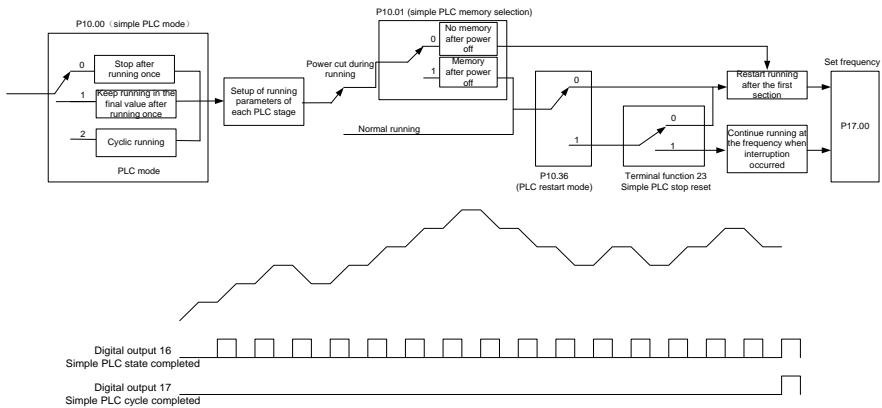 P10.00（simple PLC mode）
0
Stop after
running once
1
Keep running in the
final value after
running once
2
Cyclic running
PLC mode
Setup of running
parameters of
each PLC stage
Power cut during
running
Normal running
P10.01 (simple PLC memory selection)
0
No memory
after power
off
1
Memory
after power
off
0
1
P10.36
(PLC restart mode)
0
1
Terminal function 23
Simple PLC stop reset
Restart running
after the first
section
Continue running at
the frequency when
interruption
occurred
Set frequency
P17.00
Digital output 16
Simple PLC state completed
Digital output 17
Simple PLC cycle completed